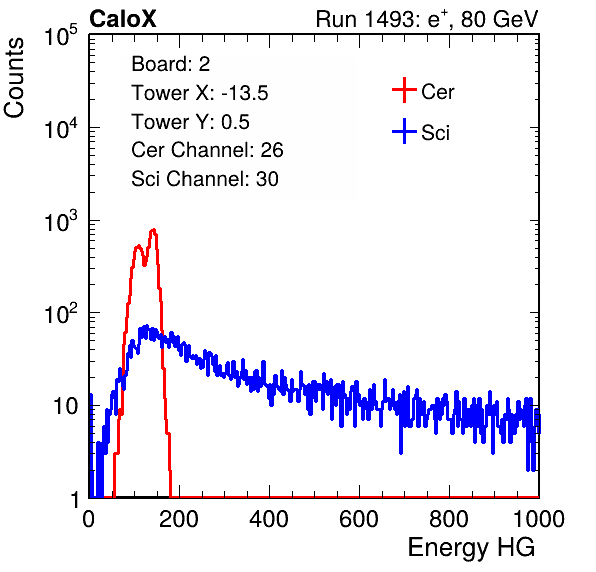 CaloX Run 1493: e⁺, 80 GeV
Counts
Board: 2
Tower X: -13.5
Tower Y: 0.5
Cer Channel: 26
Sci Channel: 30
Cer
Sci
10⁵
10⁴
10³
10²
10
1
0 200 400 600 800 1000
Energy HG